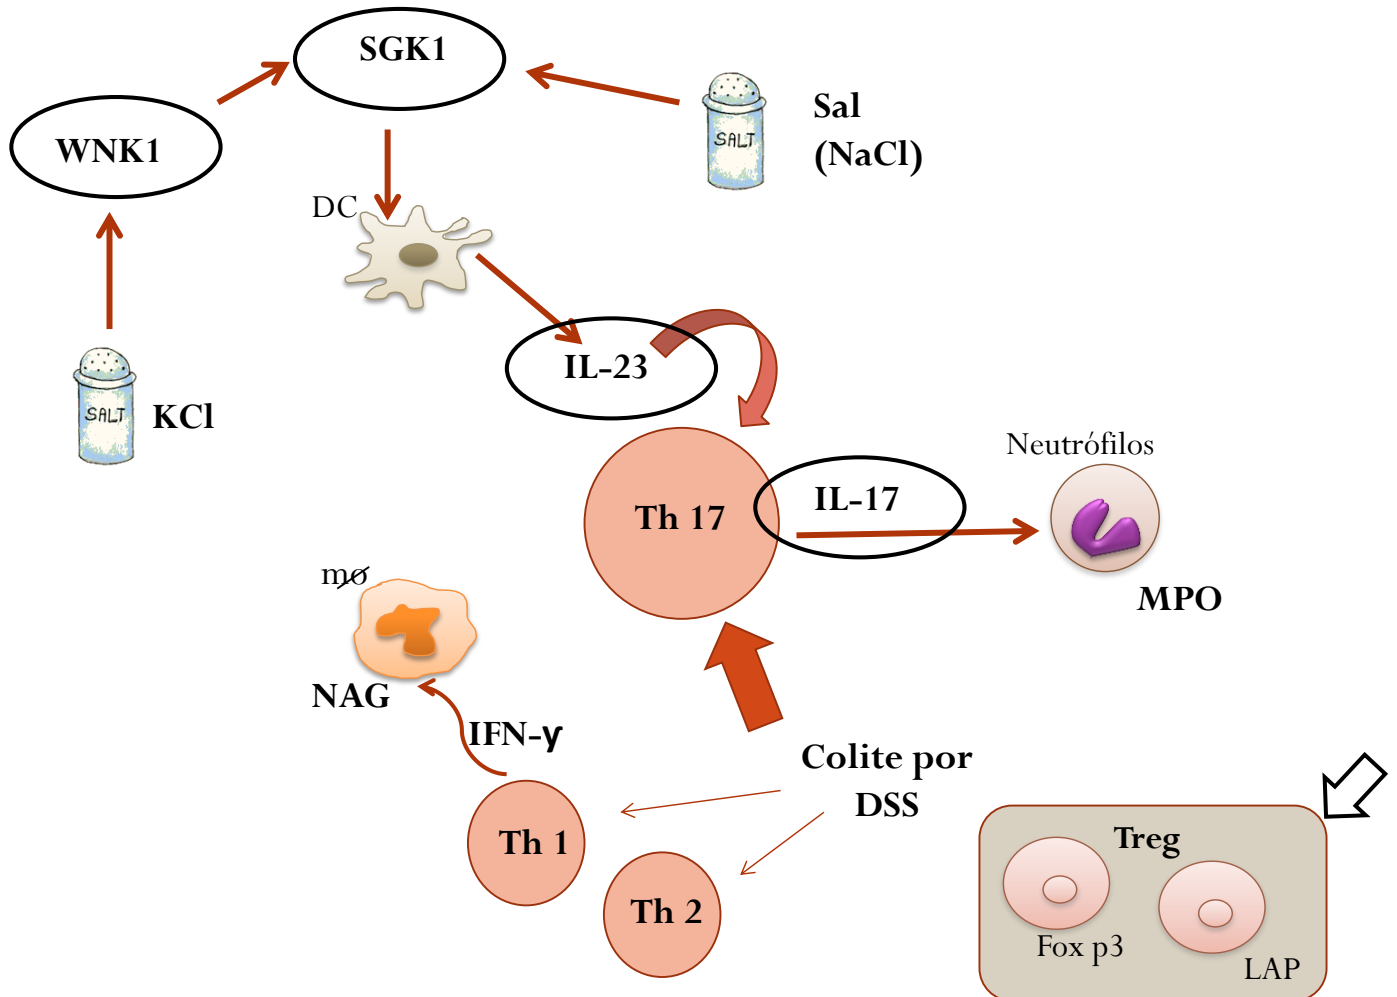 SGK1
WNK1
SALT
Sal
(NaCl)
DC
SALT
KCl
IL-23
Neutrófilos
IL-17
Th 17
MPO
mø
NAG
IFN-γ
Colite por
DSS
Th 1
Th 2
Treg
Fox p3
LAP